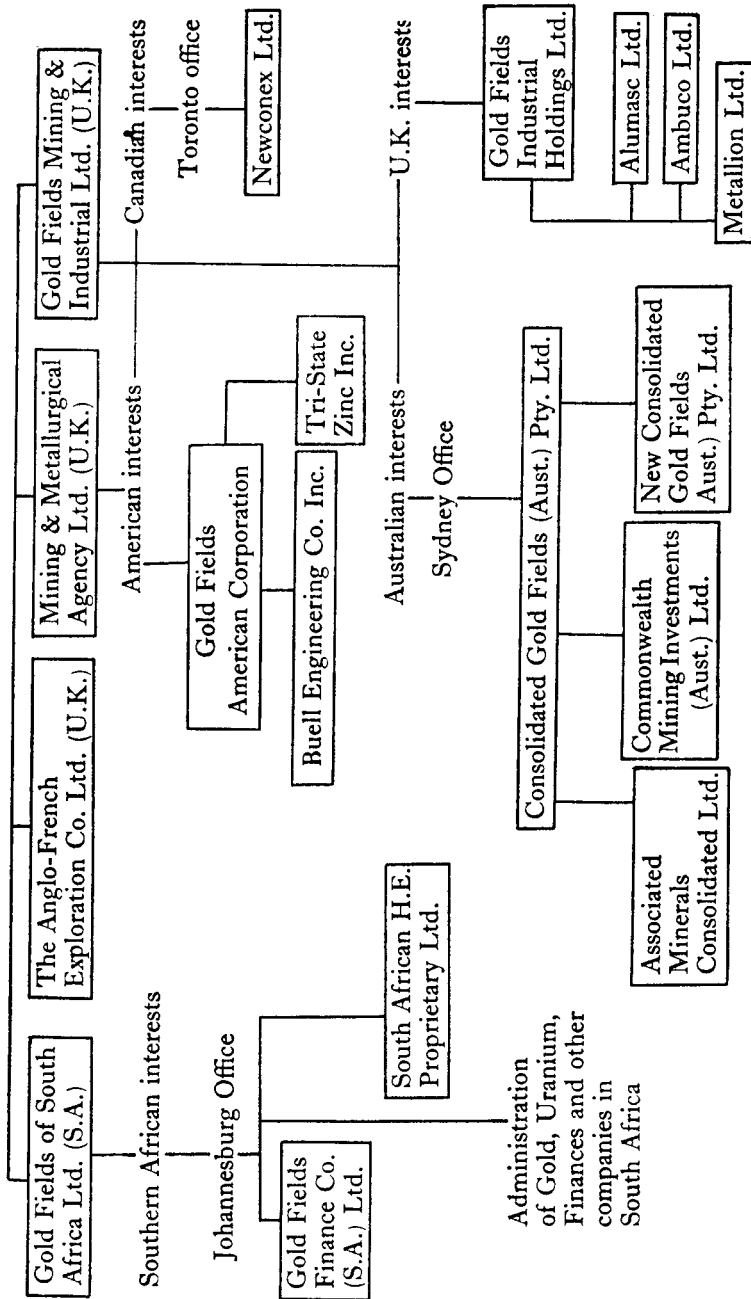 Gold Fields of South
Africa Ltd. (S.A.)
The Anglo-French
Exploration Co. Ltd. (U.K.)
Mining & Metallurgical
Agency Ltd. (U.K.)
Gold Fields Mining &
Industrial Ltd. (U.K.)
Southern African interests
American interests
Canadian interests
Johannesburg Office
Toronto office
Gold Fields
American Corporation
Newconex Ltd.
Gold Fields
Finance Co.
(S.A.) Ltd.
South African H.E.
Proprietary Ltd.
Buell Engineering Co. Inc.
Tri-State
Zinc Inc.
Administration
of Gold, Uranium,
Finances and other
companies in
South Africa
Australian interests
U.K. interests
Sydney Office
Gold Fields
Industrial
Holdings Ltd.
Consolidated Gold Fields (Aust.) Pty. Ltd.
Alumasc Ltd.
Ambuco Ltd.
Metallion Ltd.
Associated
Minerals
Consolidated Ltd.
Commonwealth
Mining Investments
(Aust.) Ltd.
New Consolidated
Gold Fields
Aust.) Pty. Ltd.